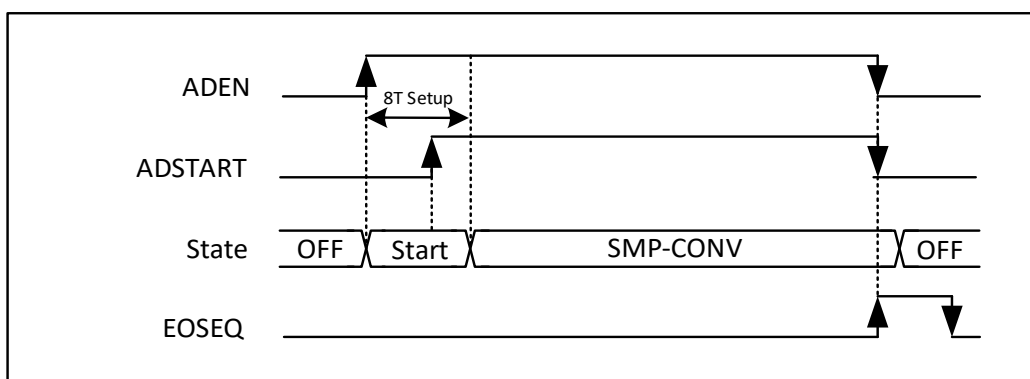 ADEN
8T Setup
ADSTART
State
OFF
Start
SMP-CONV
OFF
EOSEQ